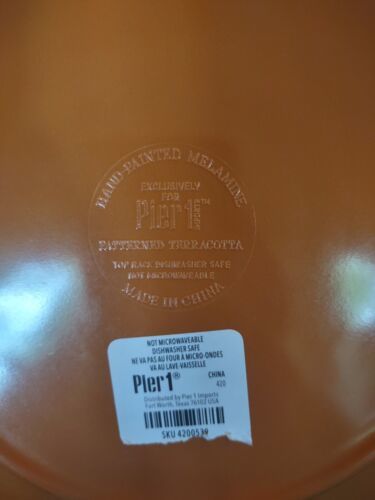 HAND-PAINTED MELAMINE
EXCLUSIVELY
FOR
Pier 1 IMPORTS™
PATTERNED TERRACOTTA
TOP RACK DISHWASHER SAFE
NOT MICROWAVEABLE
MADE IN CHINA
NOT MICROWAVEABLE
DISHWASHER SAFE
NE VA PAS AU FOUR A MICRO-ONDES
VA AU LAVE-VAISSELLE
Pier 1® CHINA
420
Distributed by Pier 1 Imports
Fort Worth, Texas 76102 USA
SKU 4200539